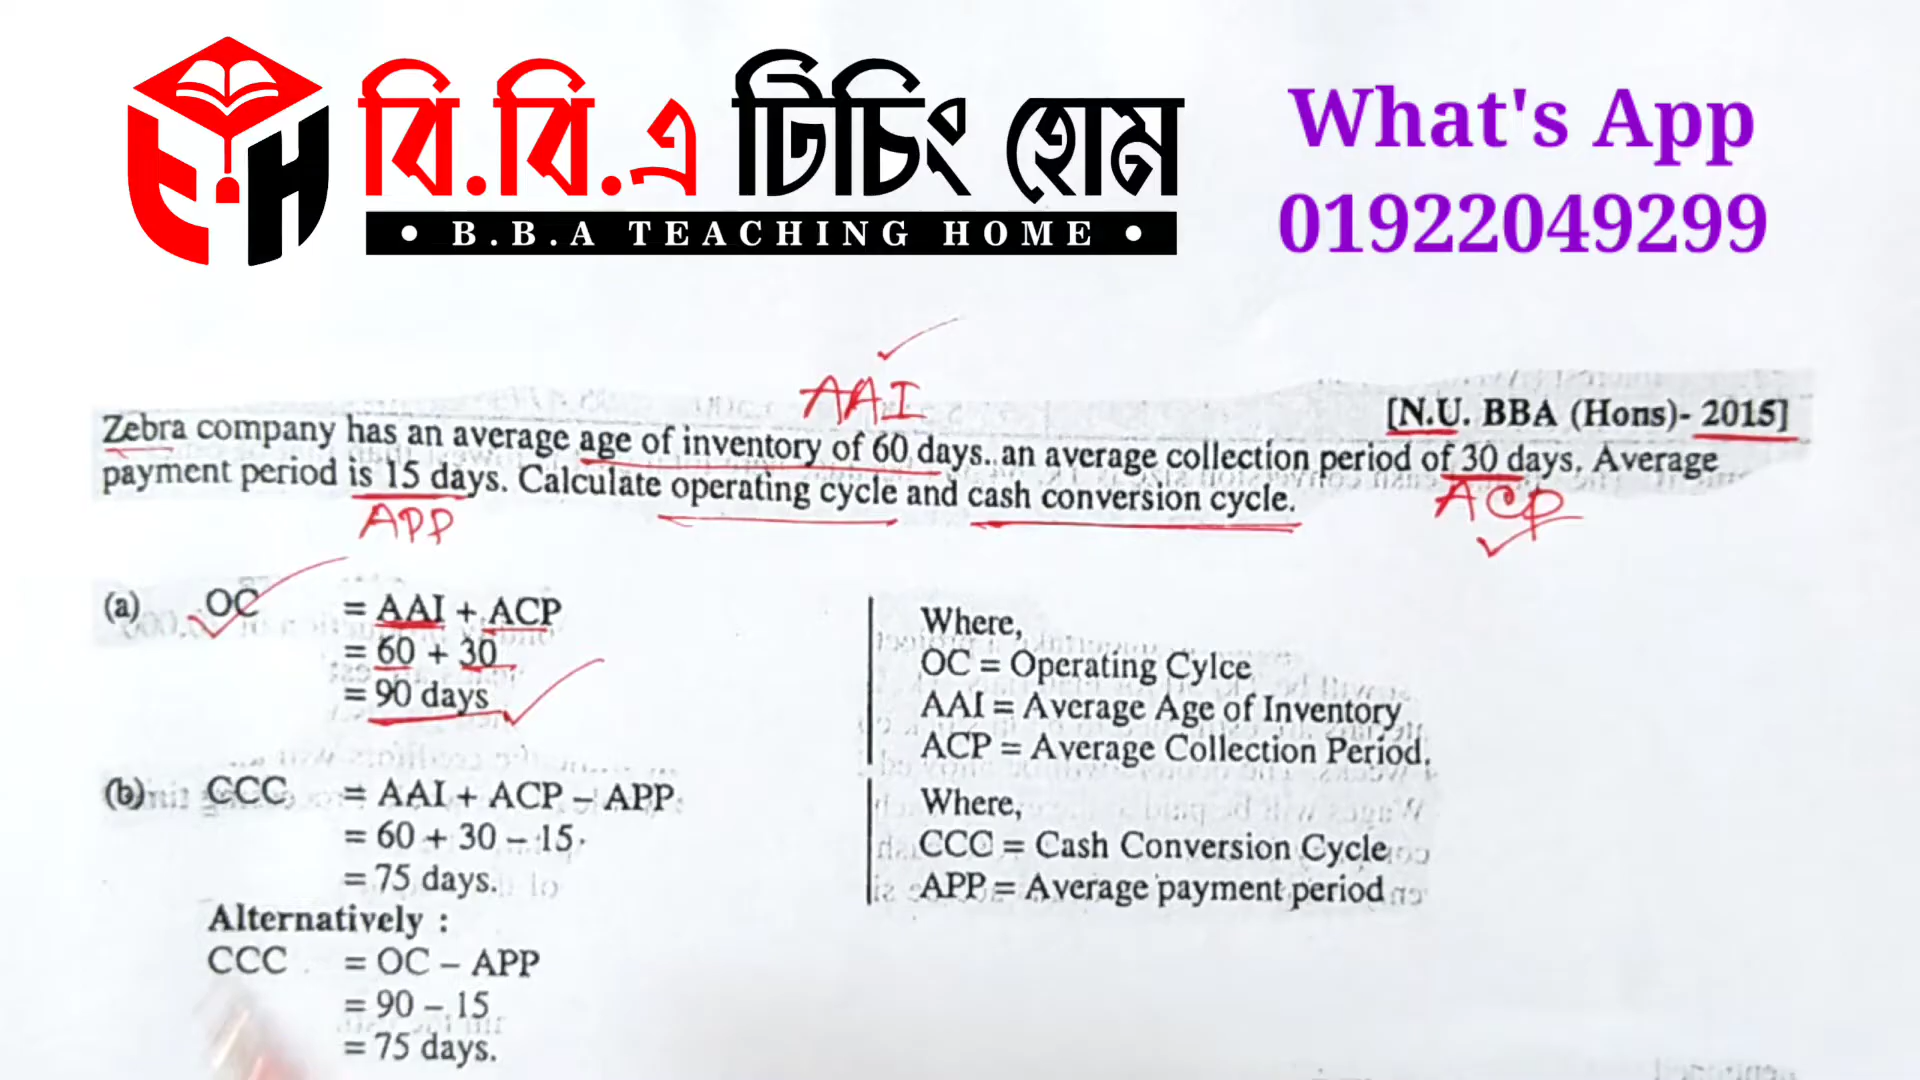 বি.বি.এ টিচিং হোম
• B.B.A TEACHING HOME •
What's App
01922049299
AAI
[N.U. BBA (Hons)- 2015]
Zebra company has an average age of inventory of 60 days..an average collection period of 30 days. Average
payment period is 15 days. Calculate operating cycle and cash conversion cycle.
ACP
APP
(a) OC = AAI + ACP
= 60 + 30
= 90 days
Where,
OC = Operating Cylce
AAI = Average Age of Inventory
ACP = Average Collection Period.
(b) CCC = AAI + ACP – APP
= 60 + 30 – 15
= 75 days.
Where,
CCC = Cash Conversion Cycle
APP = Average payment period
Alternatively :
CCC = OC – APP
= 90 – 15
= 75 days.